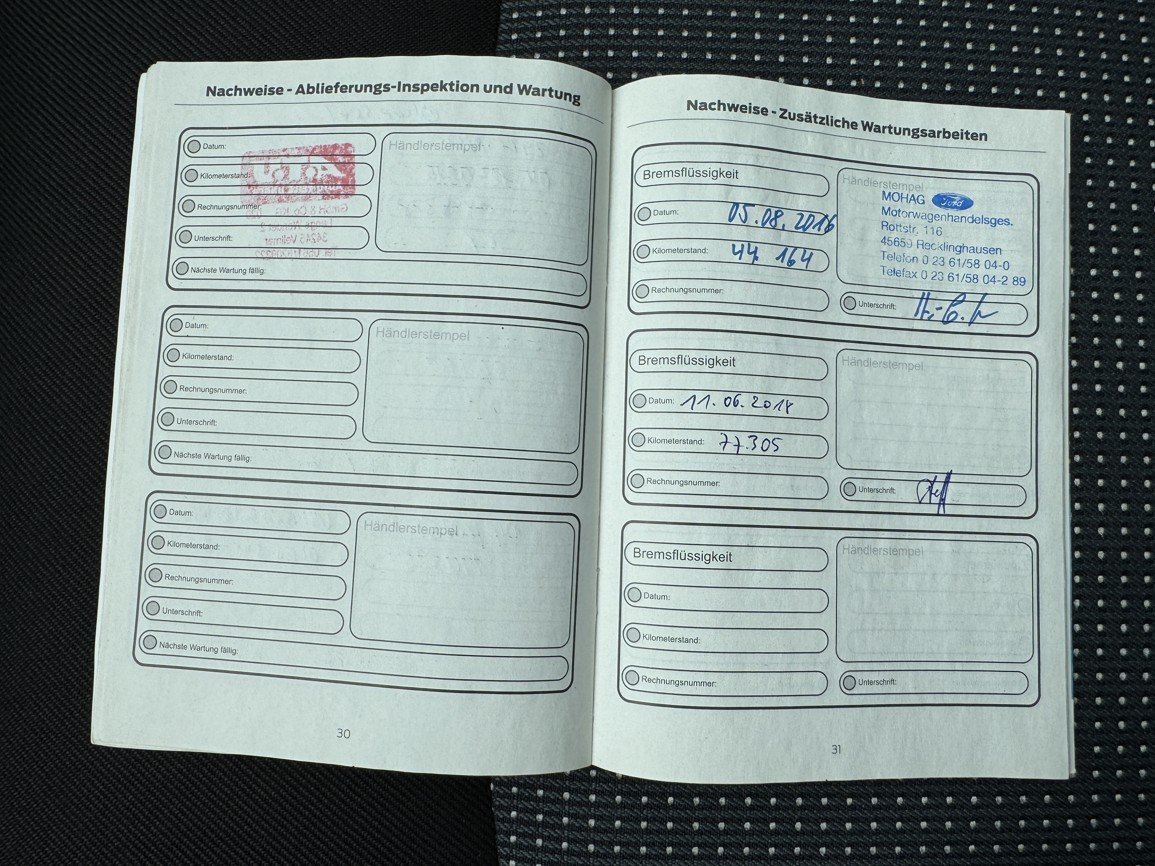 Nachweise - Ablieferungs-Inspektion und Wartung
Datum:
Kilometerstand:
Rechnungsnummer:
Unterschrift:
Nächste Wartung fällig:
Händlerstempel
Datum:
Kilometerstand:
Rechnungsnummer:
Unterschrift:
Nächste Wartung fällig:
Händlerstempel
Datum:
Kilometerstand:
Rechnungsnummer:
Unterschrift:
Nächste Wartung fällig:
Händlerstempel
30
Nachweise - Zusätzliche Wartungsarbeiten
Bremsflüssigkeit
Datum: 05.08.2016
Kilometerstand: 44 164
Rechnungsnummer:
Händlerstempel
MOHAG Ford
Motorwagenhandelsges.
Rottstr. 116
45659 Recklinghausen
Telefon 0 23 61/58 04-0
Telefax 0 23 61/58 04-2 89
Unterschrift:
Bremsflüssigkeit
Datum: 11.06.2018
Kilometerstand: 77.305
Rechnungsnummer:
Händlerstempel
Unterschrift:
Bremsflüssigkeit
Datum:
Kilometerstand:
Rechnungsnummer:
Händlerstempel
Unterschrift:
31